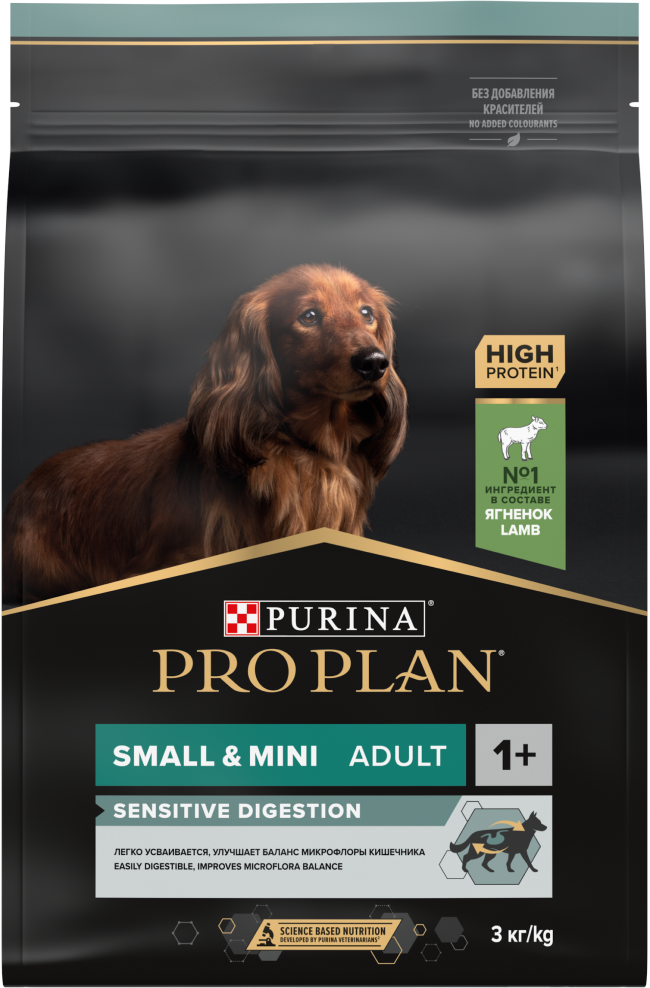 БЕЗ ДОБАВЛЕНИЯ
КРАСИТЕЛЕЙ
NO ADDED COLOURANTS
HIGH
PROTEIN¹
№1
ИНГРЕДИЕНТ
В СОСТАВЕ
ЯГНЕНОК
LAMB
PURINA®
PRO PLAN®
SMALL & MINI ADULT 1+
SENSITIVE DIGESTION
ЛЕГКО УСВАИВАЕТСЯ, УЛУЧШАЕТ БАЛАНС МИКРОФЛОРЫ КИШЕЧНИКА
EASILY DIGESTIBLE, IMPROVES MICROFLORA BALANCE
SCIENCE BASED NUTRITION
DEVELOPED BY PURINA VETERINARIANS²
3 кг/kg